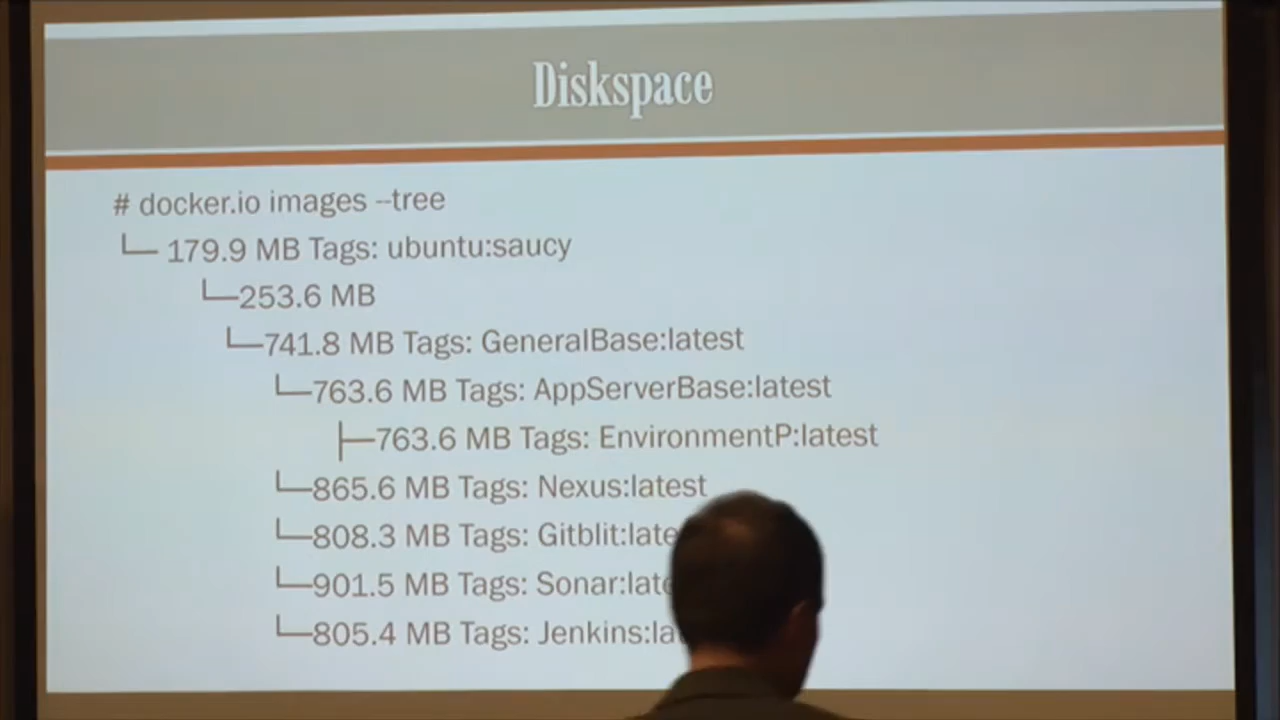 Diskspace
# docker.io images --tree
└─ 179.9 MB Tags: ubuntu:saucy
└─253.6 MB
└─741.8 MB Tags: GeneralBase:latest
└─763.6 MB Tags: AppServerBase:latest
├─763.6 MB Tags: EnvironmentP:latest
└─865.6 MB Tags: Nexus:latest
└─808.3 MB Tags: Gitblit:late
└─901.5 MB Tags: Sonar:late
└─805.4 MB Tags: Jenkins:la